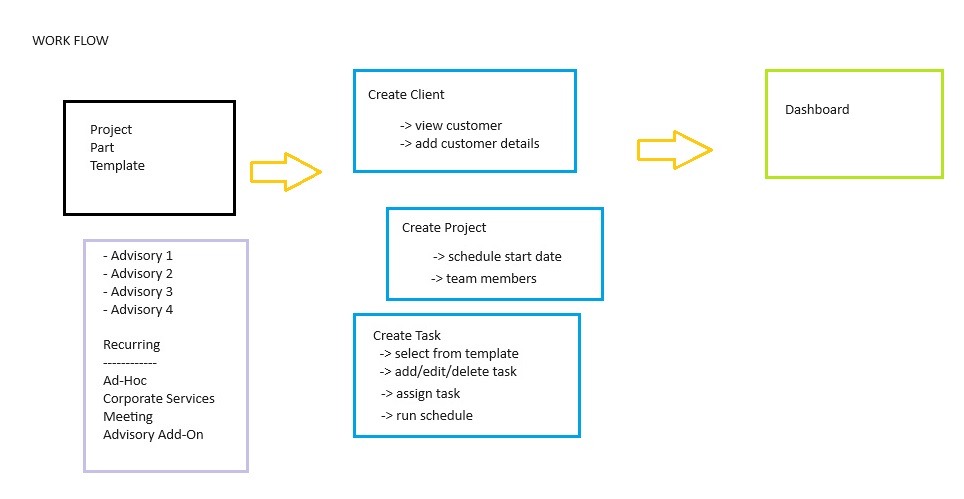 WORK FLOW
Project
Part
Template
- Advisory 1
- Advisory 2
- Advisory 3
- Advisory 4
Recurring
------------
Ad-Hoc
Corporate Services
Meeting
Advisory Add-On
Create Client
-> view customer
-> add customer details
Create Project
-> schedule start date
-> team members
Create Task
-> select from template
-> add/edit/delete task
-> assign task
-> run schedule
Dashboard